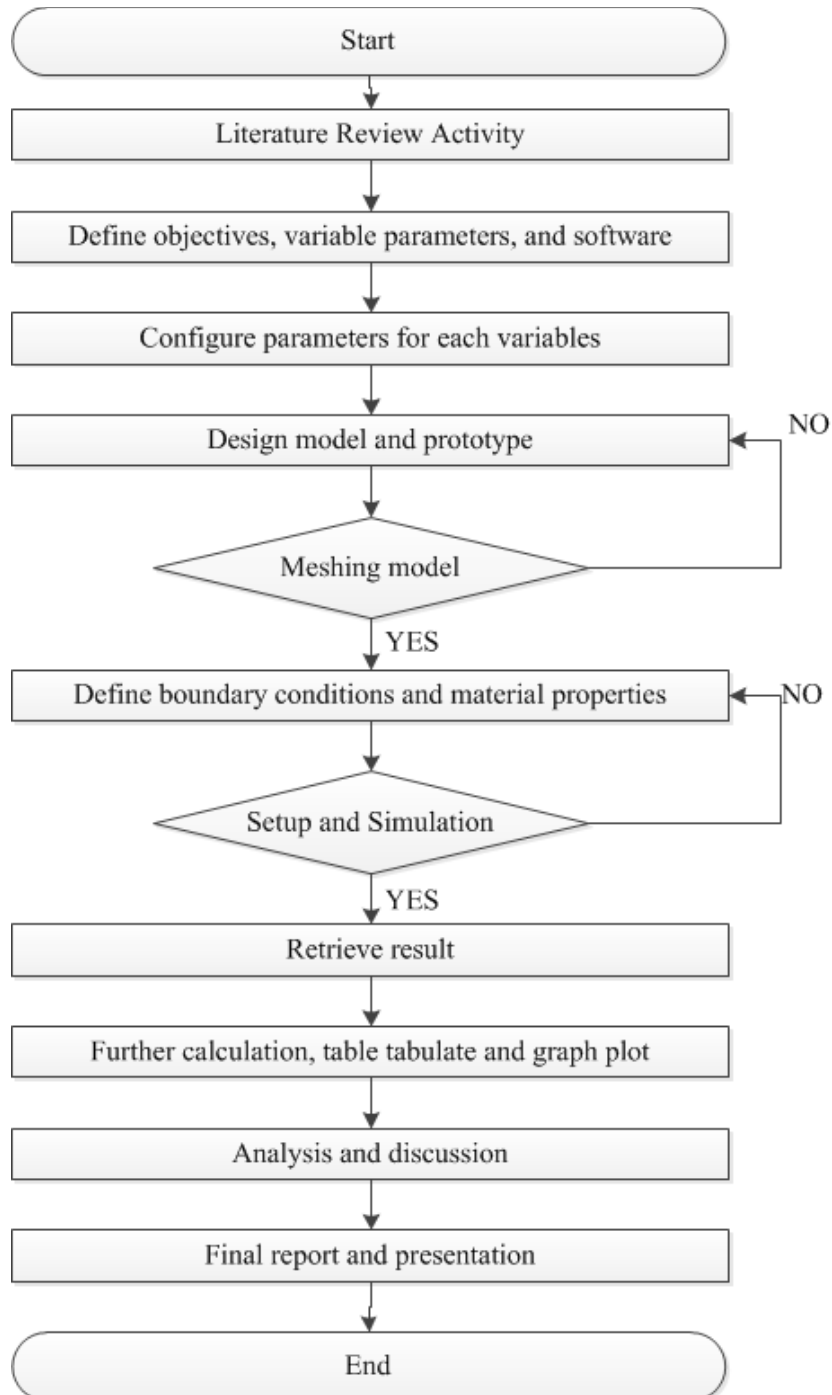 Start
Literature Review Activity
Define objectives, variable parameters, and software
Configure parameters for each variables
Design model and prototype
NO
Meshing model
YES
Define boundary conditions and material properties
NO
Setup and Simulation
YES
Retrieve result
Further calculation, table tabulate and graph plot
Analysis and discussion
Final report and presentation
End